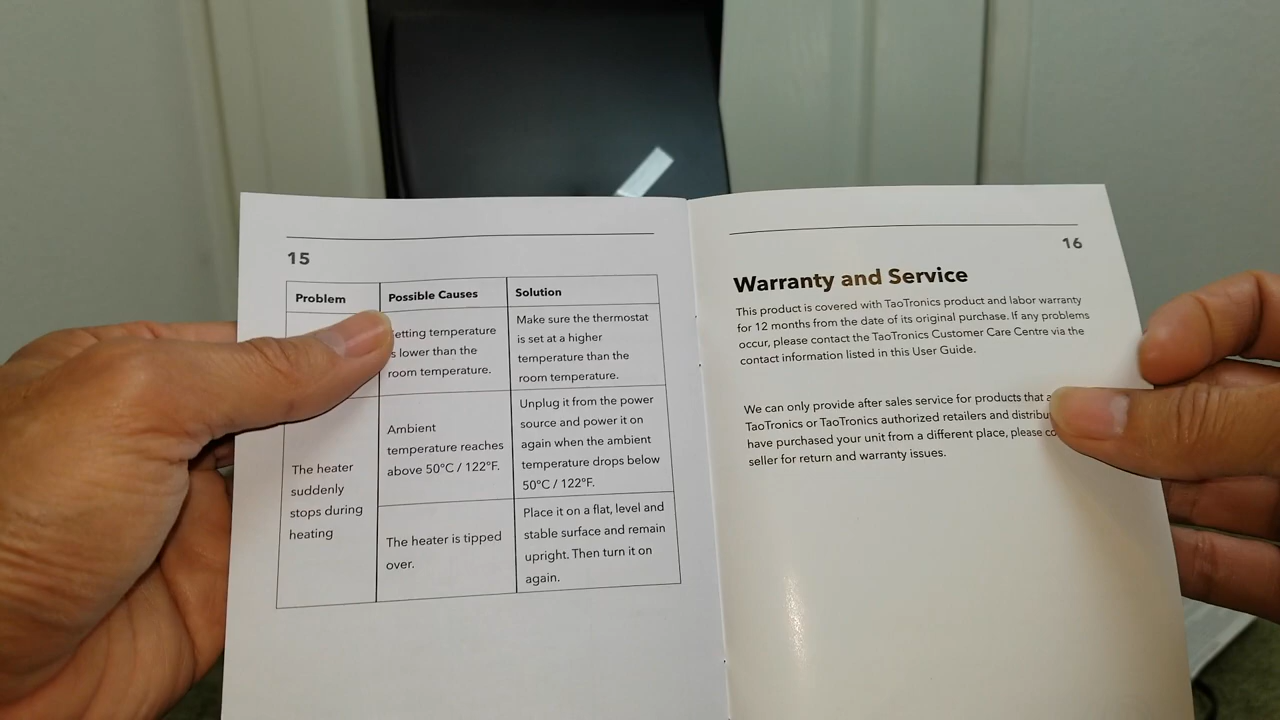 15
Problem
Possible Causes
Solution
etting temperature
is lower than the
room temperature.
Make sure the thermostat
is set at a higher
temperature than the
room temperature.
The heater
suddenly
stops during
heating
Ambient
temperature reaches
above 50°C / 122°F.
Unplug it from the power
source and power it on
again when the ambient
temperature drops below
50°C / 122°F.
The heater is tipped
over.
Place it on a flat, level and
stable surface and remain
upright. Then turn it on
again.
16
Warranty and Service
This product is covered with TaoTronics product and labor warranty
for 12 months from the date of its original purchase. If any problems
occur, please contact the TaoTronics Customer Care Centre via the
contact information listed in this User Guide.
We can only provide after sales service for products that
TaoTronics or TaoTronics authorized retailers and
have purchased your unit from a different place, please
seller for return and warranty issues.